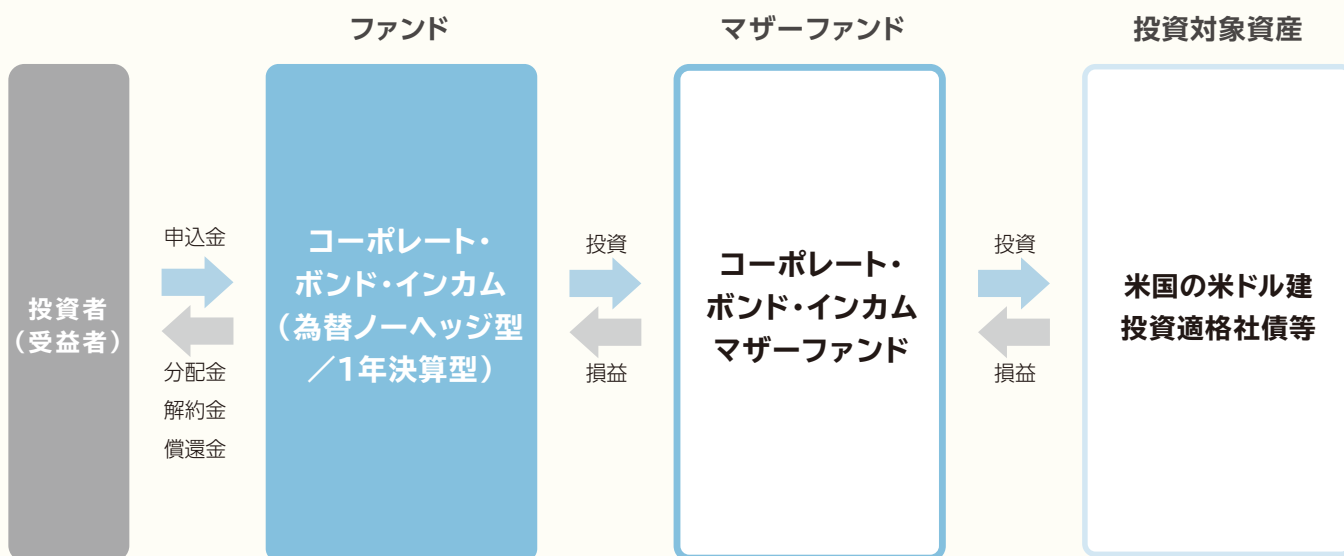 ファンド
マザーファンド
投資対象資産
投資者
（受益者）
申込金
分配金
解約金
償還金
コーポレート・
ボンド・インカム
（為替ノーヘッジ型
／1年決算型）
投資
損益
コーポレート・
ボンド・インカム
マザーファンド
投資
損益
米国の米ドル建
投資適格社債等